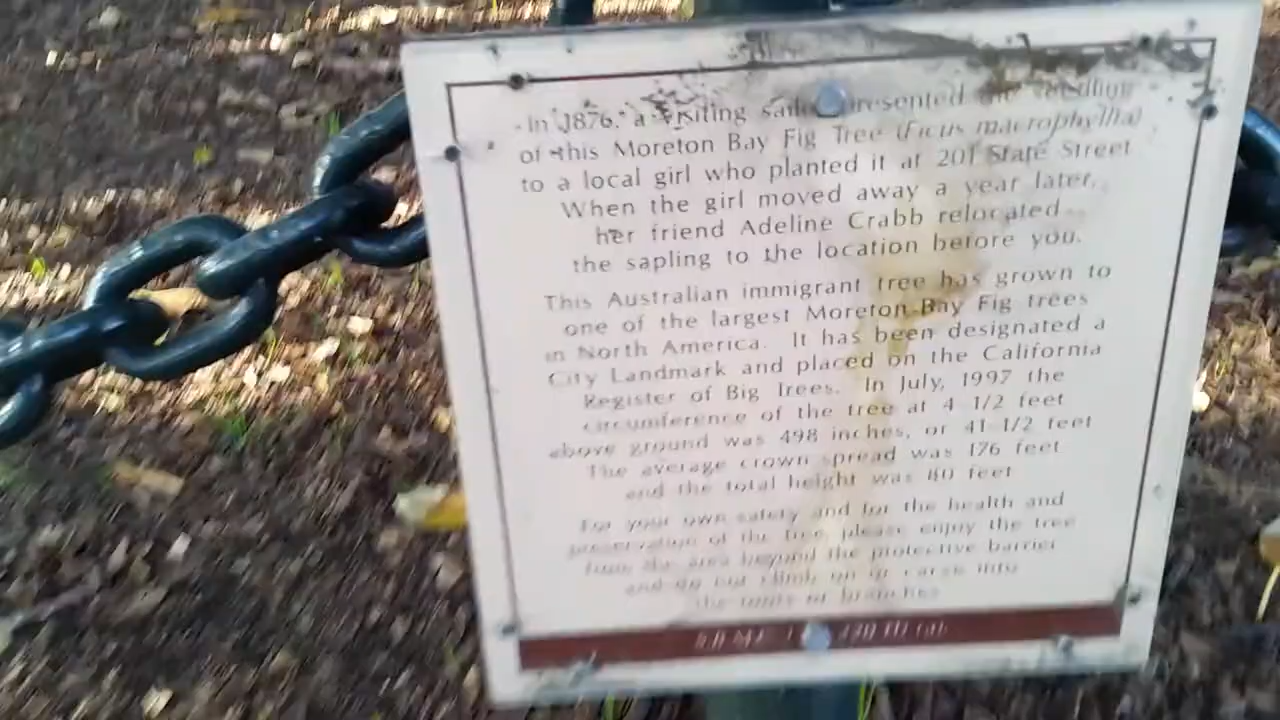 In 1876, a visiting sailor presented the seedling
of this Moreton Bay Fig Tree (Ficus macrophyllia)
to a local girl who planted it at 201 State Street
When the girl moved away a year later,
her friend Adeline Crabb relocated
the sapling to the location before you.
This Australian immigrant tree has grown to
one of the largest Moreton Bay Fig trees
in North America. It has been designated a
City Landmark and placed on the California
Register of Big Trees. In July, 1997 the
circumference of the tree at 4 1/2 feet
above ground was 498 inches, or 41 1/2 feet
The average crown spread was 176 feet
and the total height was 80 feet
For your own safety and for the health and
preservation of the tree, please enjoy the tree
from the area beyond the protective barrier
and do not climb on or carve into
the roots or branches